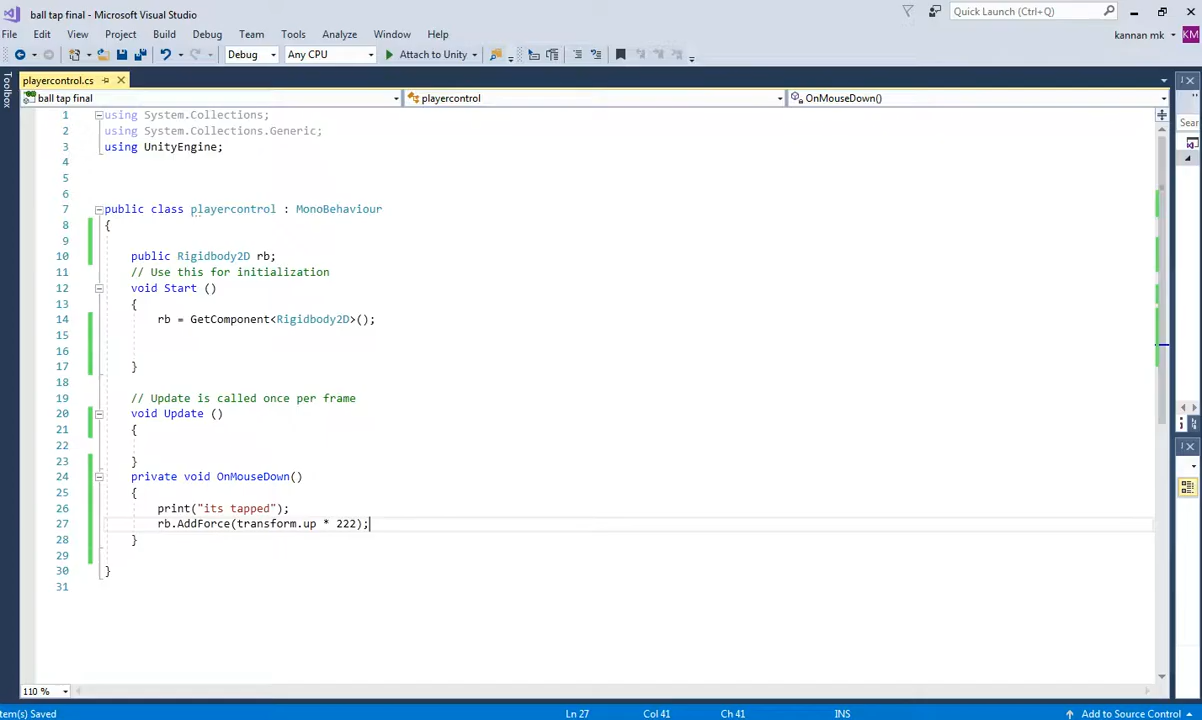 ball tap final - Microsoft Visual Studio
Quick Launch (Ctrl+Q)
File Edit View Project Build Debug Team Tools Analyze Window Help
kannan mk KM
Debug Any CPU Attach to Unity
Toolbox
playercontrol.cs
ball tap final playercontrol OnMouseDown()
Sear
1 using System.Collections;
2 using System.Collections.Generic;
3 using UnityEngine;
4
5
6
7 public class playercontrol : MonoBehaviour
8 {
9
10 public Rigidbody2D rb;
11 // Use this for initialization
12 void Start ()
13 {
14 rb = GetComponent<Rigidbody2D>();
15
16
17 }
18
19 // Update is called once per frame
20 void Update ()
21 {
22
23 }
24 private void OnMouseDown()
25 {
26 print("its tapped");
27 rb.AddForce(transform.up * 222);
28 }
29
30 }
31
110 %
tem(s) Saved Ln 27 Col 41 Ch 41 INS Add to Source Control